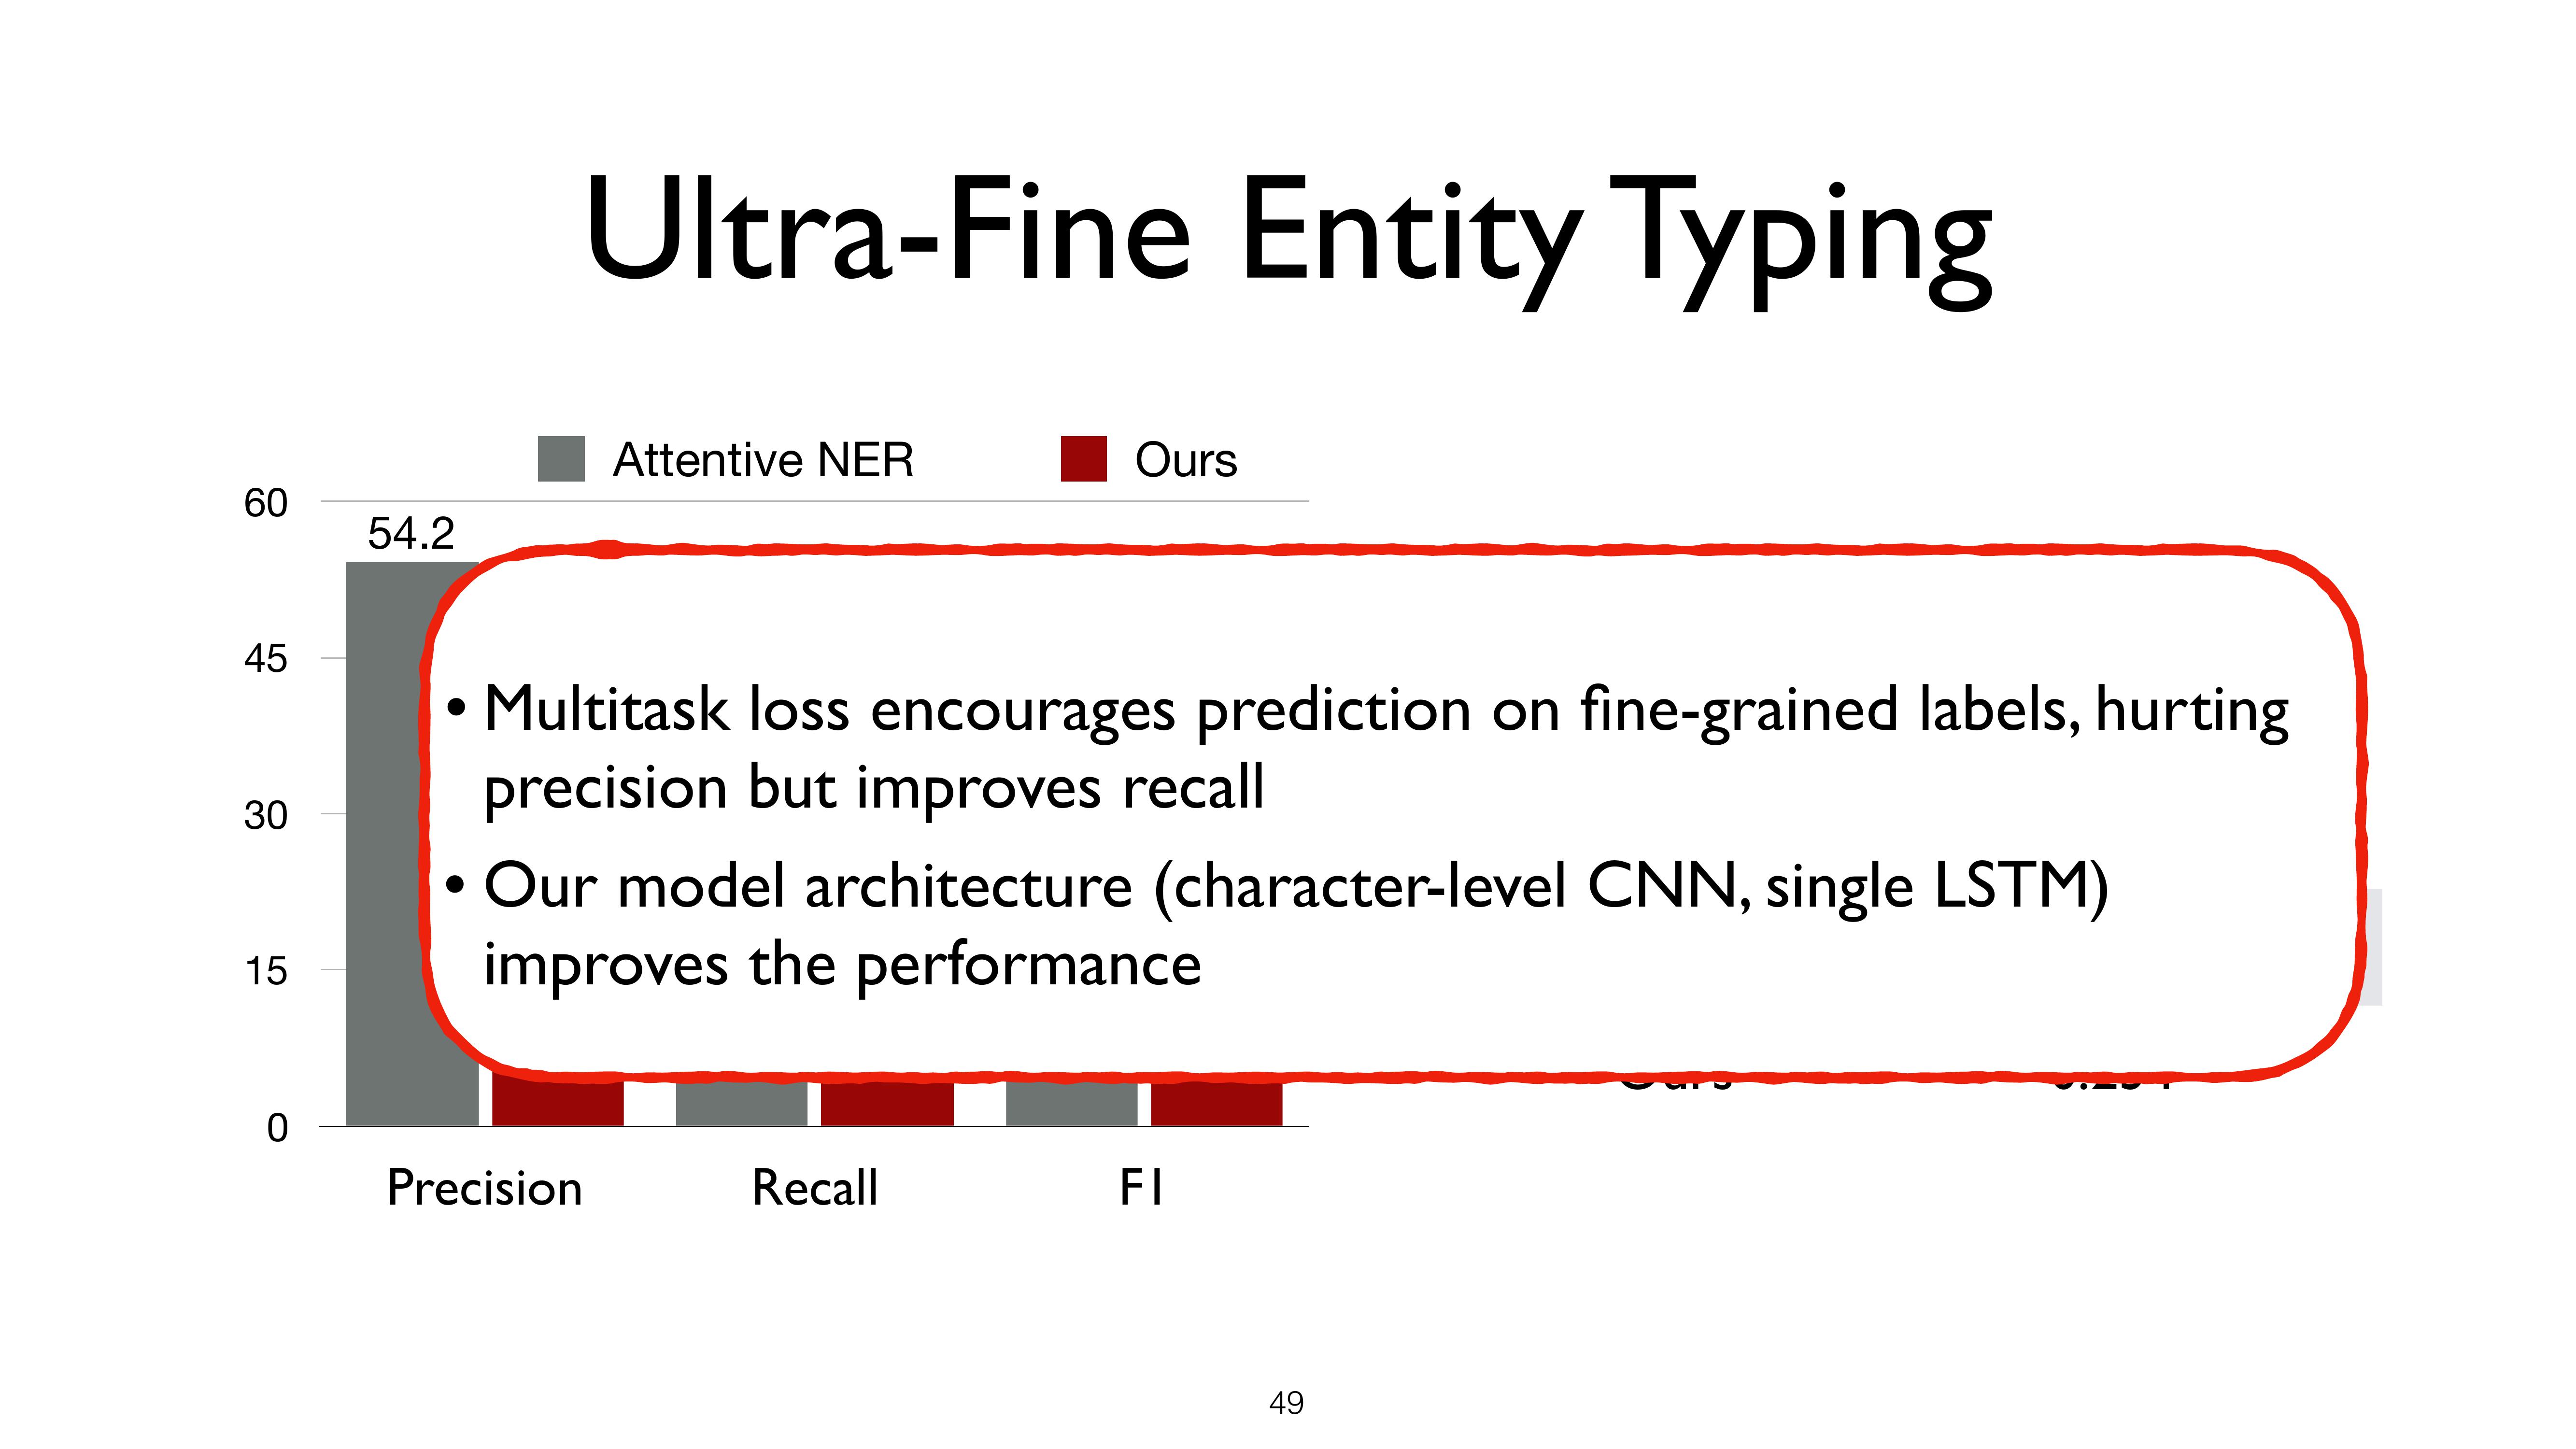 Ultra-Fine Entity Typing
Attentive NER
Ours
60
54.2
45
30
15
0
• Multitask loss encourages prediction on fine-grained labels, hurting
precision but improves recall
• Our model architecture (character-level CNN, single LSTM)
improves the performance
Ours
Precision
Recall
F1
49